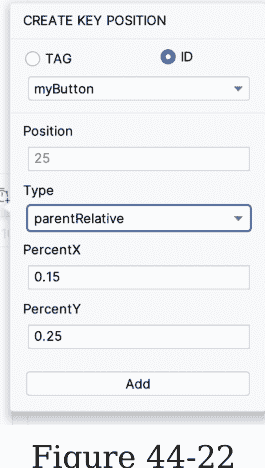 CREATE KEY POSITION
TAG ID
myButton
Position
25
Type
parentRelative
PercentX
0.15
PercentY
0.25
Add
Figure 44-22